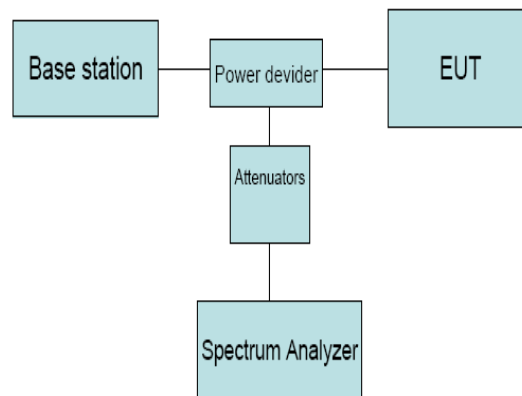 Base station
Power devider
EUT
Attenuators
Spectrum Analyzer